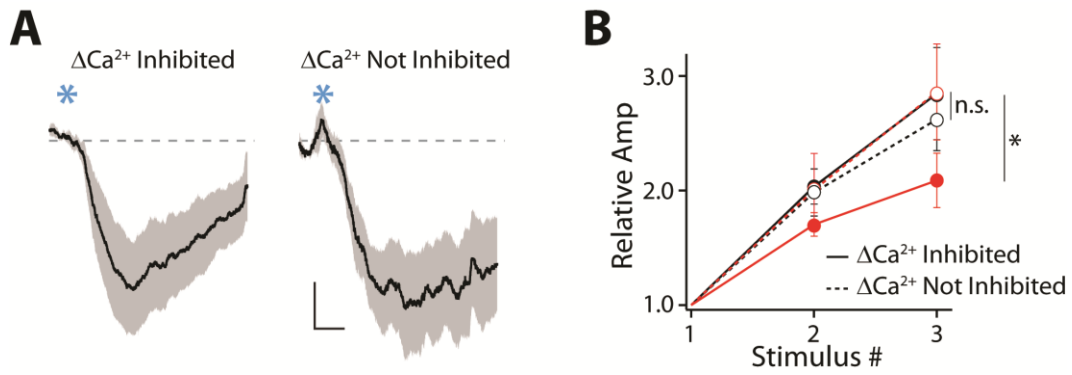 A
ΔCa²⁺ Inhibited
*
ΔCa²⁺ Not Inhibited
*
B
Relative Amp
3.0
2.0
1.0
n.s.
*
ΔCa²⁺ Inhibited
ΔCa²⁺ Not Inhibited
1
2
3
Stimulus #